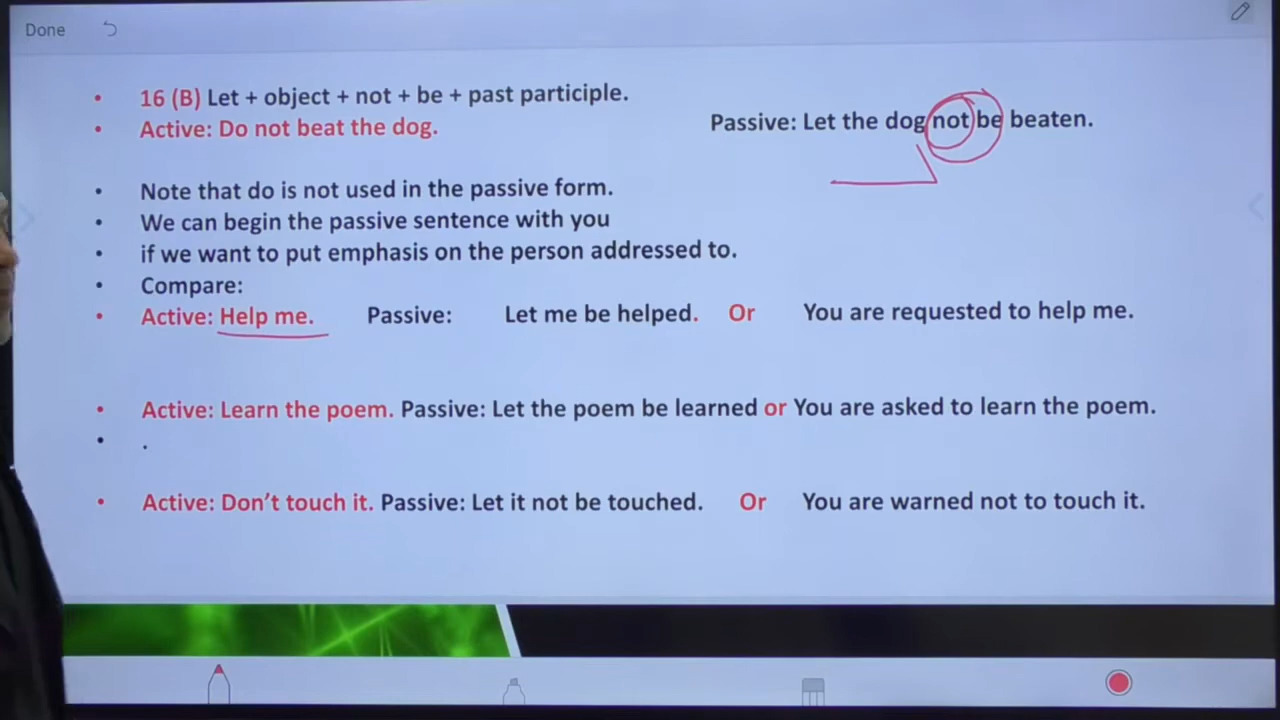 Done
16 (B) Let + object + not + be + past participle.
Active: Do not beat the dog. Passive: Let the dog not be beaten.
Note that do is not used in the passive form.
We can begin the passive sentence with you
if we want to put emphasis on the person addressed to.
Compare:
Active: Help me. Passive: Let me be helped. Or You are requested to help me.
Active: Learn the poem. Passive: Let the poem be learned or You are asked to learn the poem.
.
Active: Don't touch it. Passive: Let it not be touched. Or You are warned not to touch it.